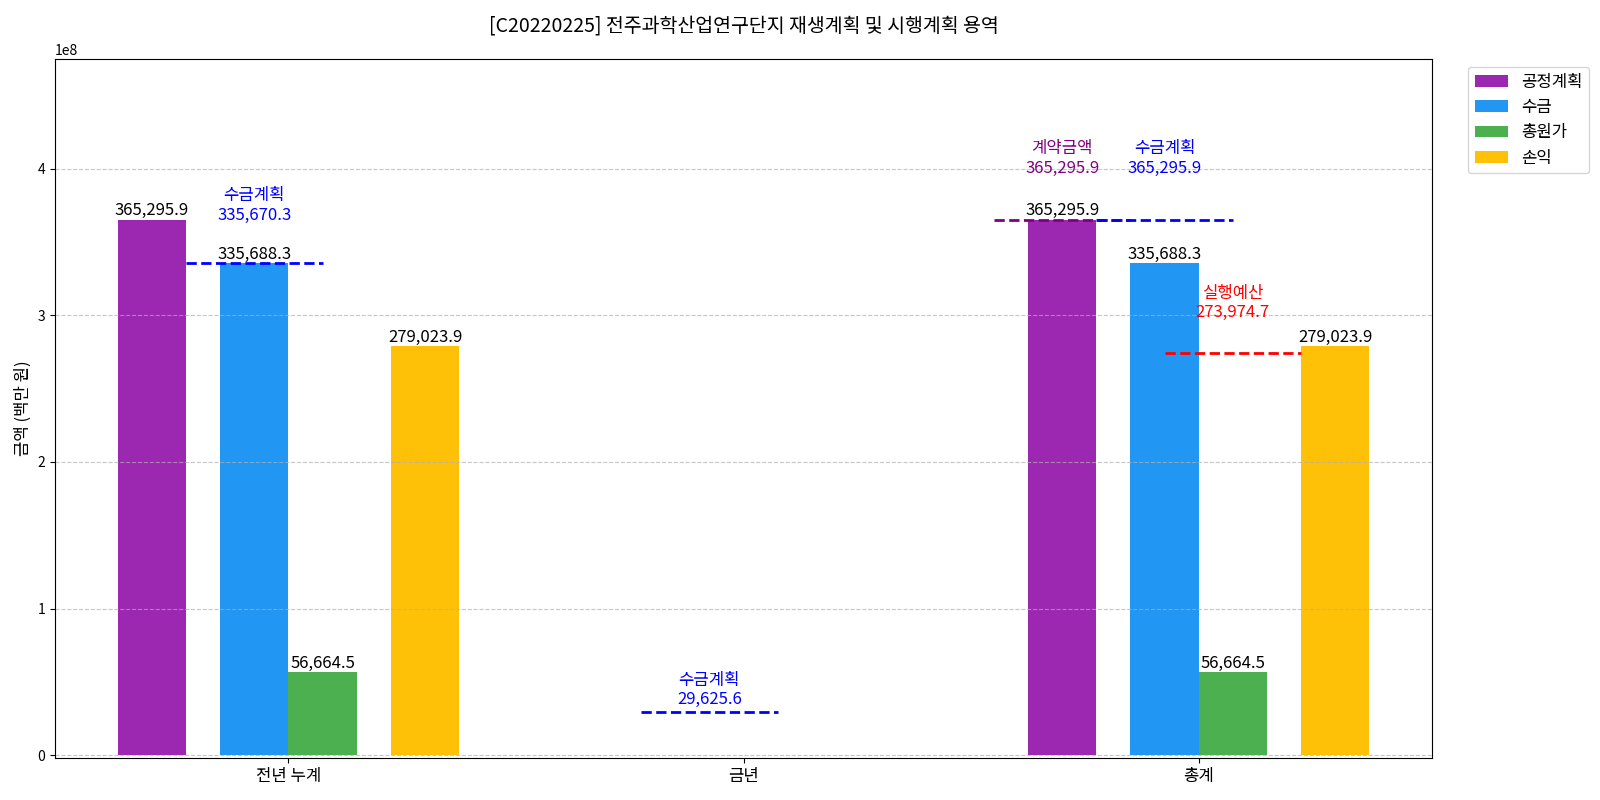 [C20220225] 전주과학산업연구단지 재생계획 및 시행계획 용역
1e8
공정계획
수금
총원가
손익
계약금액
365,295.9
수금계획
365,295.9
수금계획
335,670.3
365,295.9
335,688.3
365,295.9
335,688.3
실행예산
273,974.7
279,023.9
279,023.9
56,664.5
수금계획
29,625.6
56,664.5
4
3
2
1
0
금액 (백만 원)
전년 누계
금년
총계